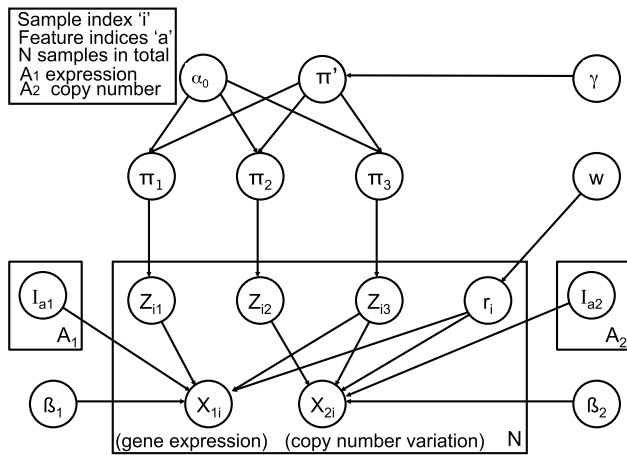 Sample index ‘i’
Feature indices ‘a’
N samples in total
A1 expression
A2 copy number
α0 π’ γ
π1 π2 π3 w
Ia1 Zi1 Zi2 Zi3 ri Ia2
A1 A2
ß1 X1i X2i ß2
(gene expression) (copy number variation) N